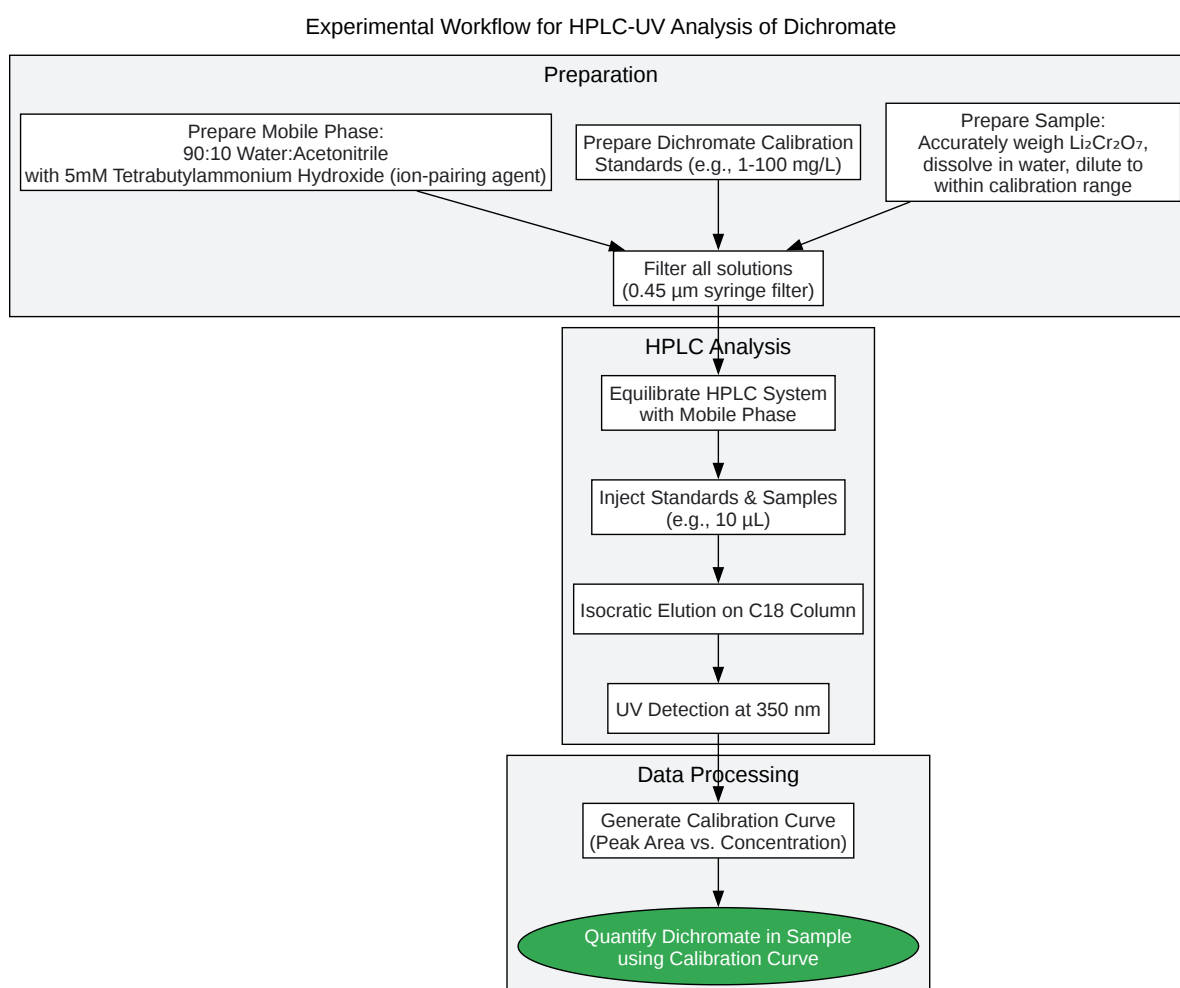 Experimental Workflow for HPLC-UV Analysis of Dichromate
Preparation
Prepare Mobile Phase:
90:10 Water:Acetonitrile
with 5mM Tetrabutylammonium Hydroxide (ion-pairing agent)
Prepare Dichromate Calibration
Standards (e.g., 1-100 mg/L)
Prepare Sample:
Accurately weigh Li₂Cr₂O₇,
dissolve in water, dilute to
within calibration range
Filter all solutions
(0.45 µm syringe filter)
HPLC Analysis
Equilibrate HPLC System
with Mobile Phase
Inject Standards & Samples
(e.g., 10 µL)
Isocratic Elution on C18 Column
UV Detection at 350 nm
Data Processing
Generate Calibration Curve
(Peak Area vs. Concentration)
Quantify Dichromate in Sample
using Calibration Curve